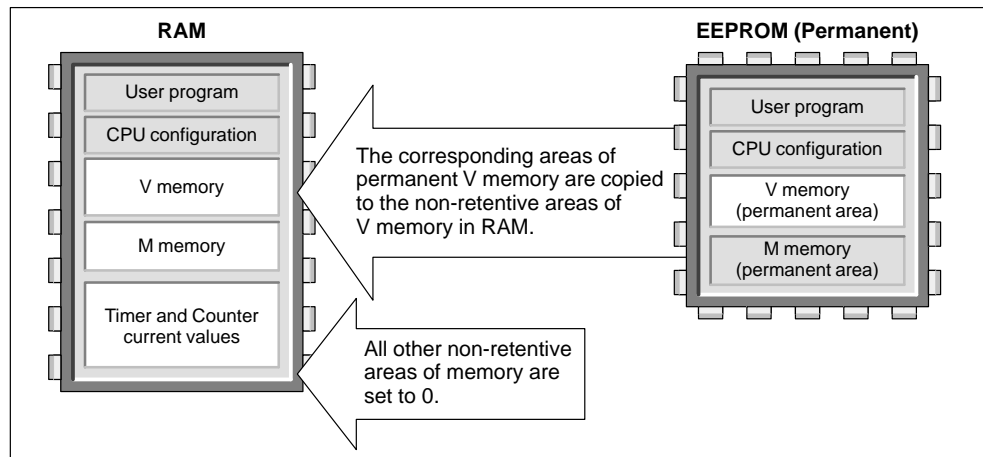 RAM
User program
CPU configuration
V memory
M memory
Timer and Counter
current values
The corresponding areas of
permanent V memory are copied
to the non-retentive areas of
V memory in RAM.
All other non-retentive
areas of memory are
set to 0.
EEPROM (Permanent)
User program
CPU configuration
V memory
(permanent area)
M memory
(permanent area)